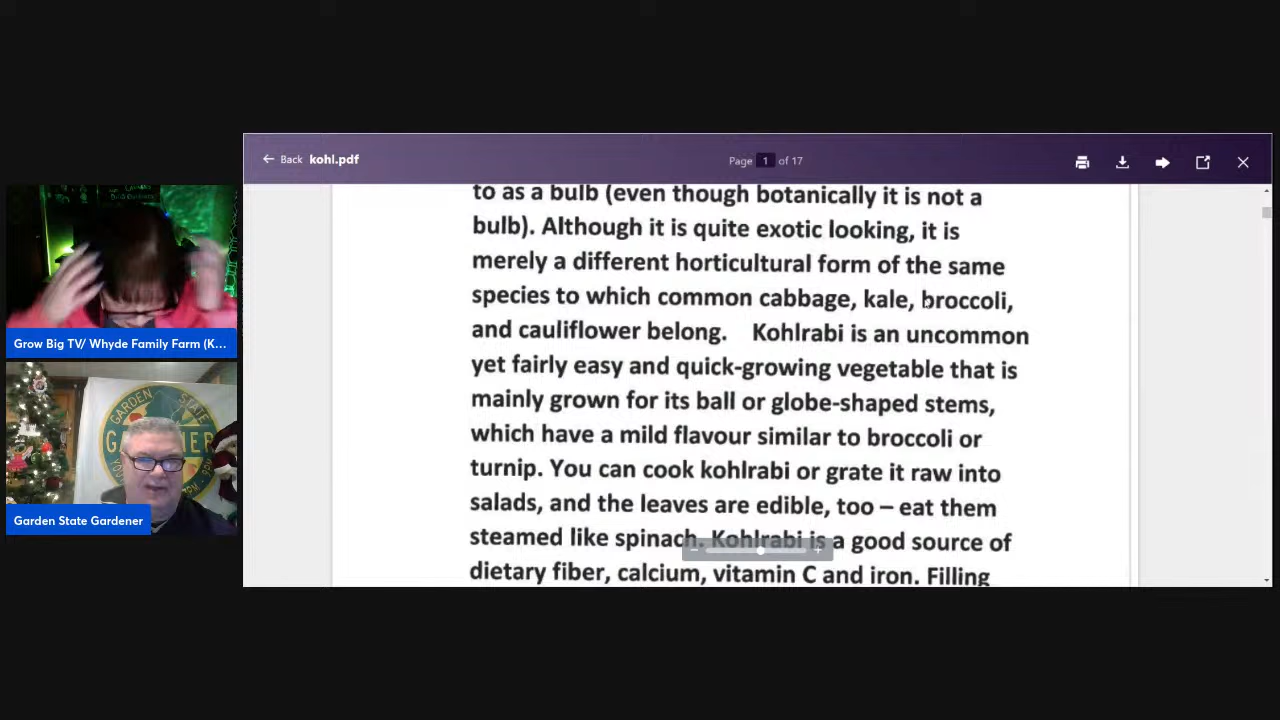 ← Back kohl.pdf
Page 1 of 17
to as a bulb (even though botanically it is not a
bulb). Although it is quite exotic looking, it is
merely a different horticultural form of the same
species to which common cabbage, kale, broccoli,
and cauliflower belong. Kohlrabi is an uncommon
yet fairly easy and quick-growing vegetable that is
mainly grown for its ball or globe-shaped stems,
which have a mild flavour similar to broccoli or
turnip. You can cook kohlrabi or grate it raw into
salads, and the leaves are edible, too – eat them
steamed like spinach. Kohlrabi is a good source of
dietary fiber, calcium, vitamin C and iron. Filling
Grow Big TV/ Whyde Family Farm (K...
GARDEN STATE
GARDENER
Garden State Gardener